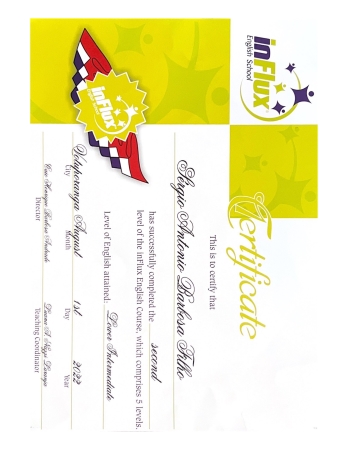 inFlux
English School
Certificate
This is to certify that
Sérgio Antonio Barbosa Filho
has successfully completed the second
level of the inFlux English Course, which comprises 5 levels.
Level of English attained: Lower Intermediate
inFlux
Votuporanga August 1st 2022
City Month Day Year
Caio Henrique Barbosa Andrade
Luana A. Laranja
Director
Teaching Coordinator